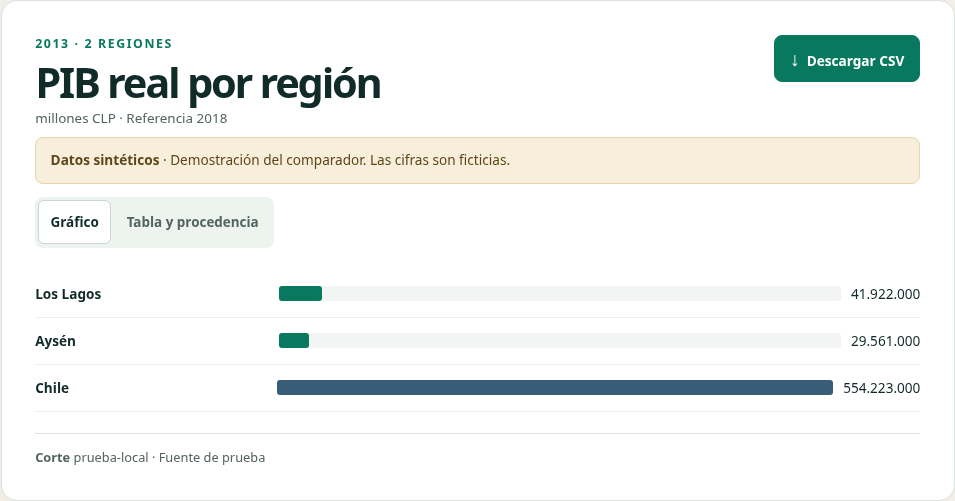 2013 · 2 REGIONES
PIB real por región
millones CLP · Referencia 2018
↓ Descargar CSV
Datos sintéticos · Demostración del comparador. Las cifras son ficticias.
Gráfico
Tabla y procedencia
Los Lagos 41.922.000
Aysén 29.561.000
Chile 554.223.000
Corte prueba-local · Fuente de prueba